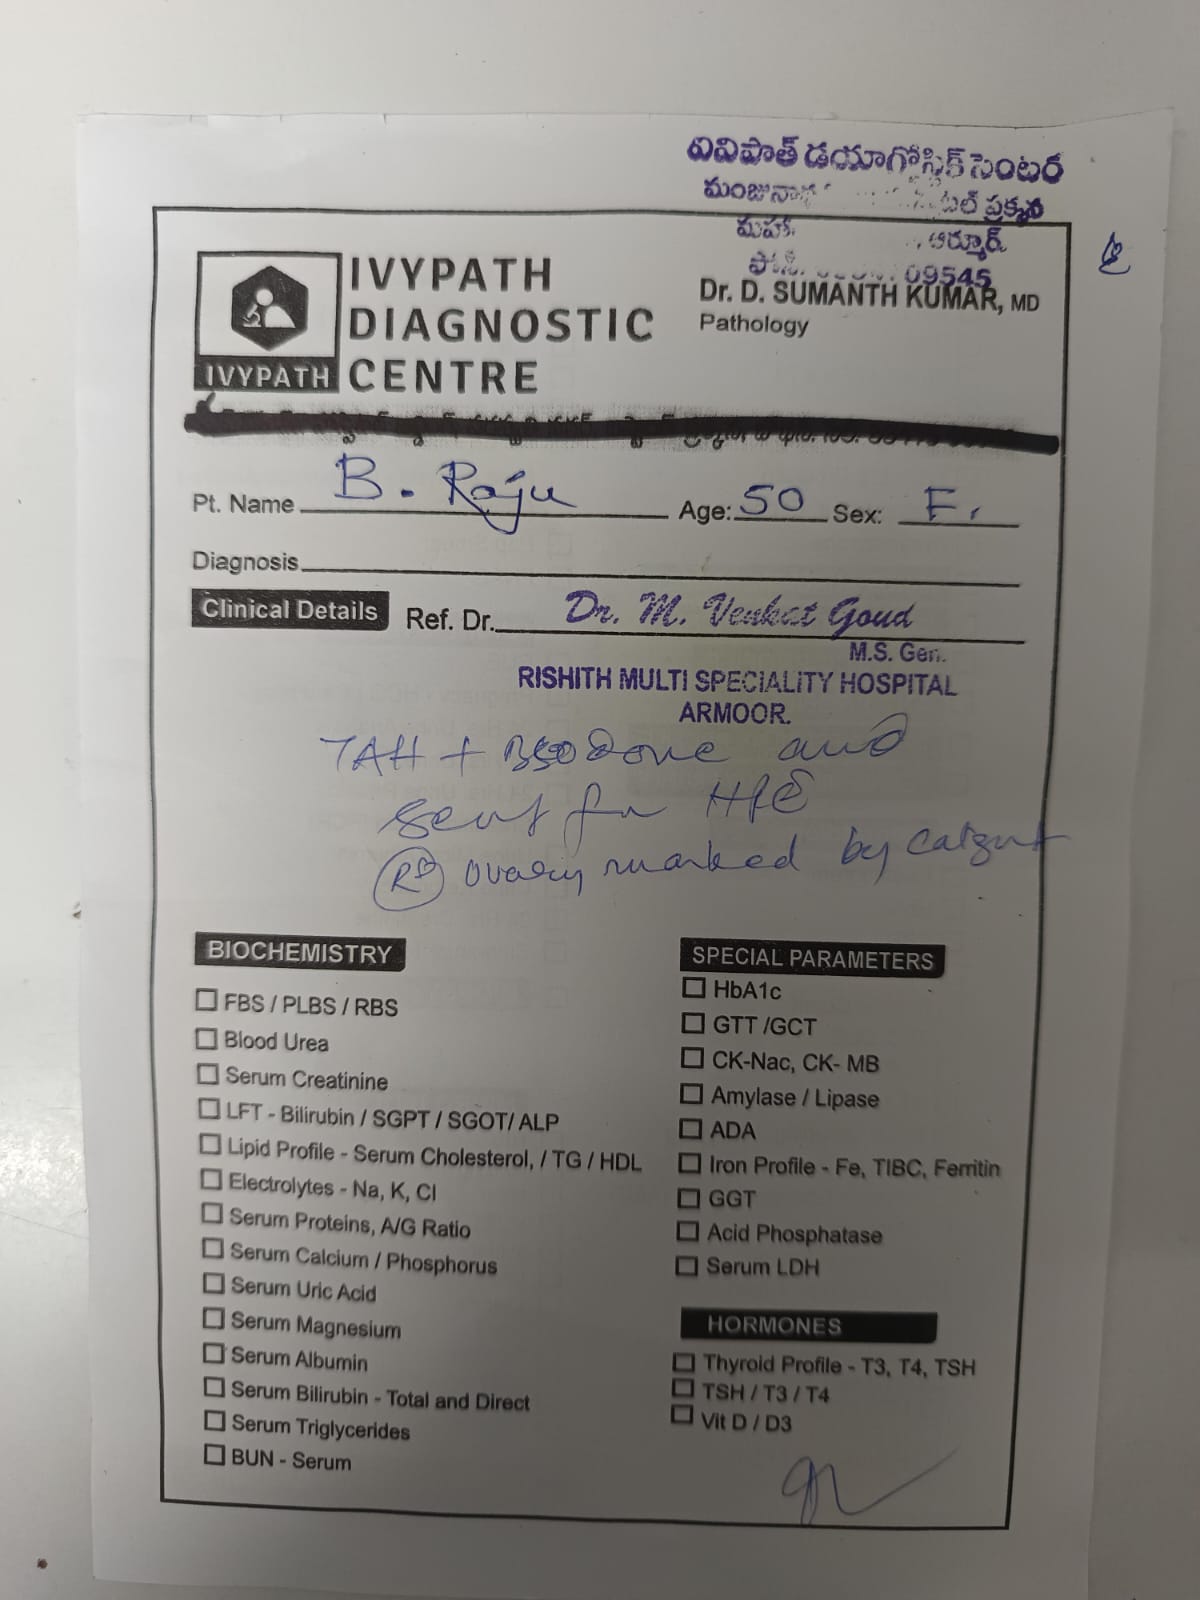 వివిపాత్ డయాగ్నోస్టిక్ సెంటర
మంజునాథ ప్రక్కన
మహా ఆర్మూర్.
ఫోన్. 09545
IVYPATH
DIAGNOSTIC
CENTRE
IVYPATH
Dr. D. SUMANTH KUMAR, MD
Pathology
Pt. Name B. Raju Age: 50 Sex: F.
Diagnosis
Clinical Details Ref. Dr. Dr. M. Venkat Goud
M.S. Gen.
RISHITH MULTI SPECIALITY HOSPITAL
ARMOOR.
TAH + BSO done and
sent for HPE
Rt ovary marked by catgut
BIOCHEMISTRY
FBS / PLBS / RBS
Blood Urea
Serum Creatinine
LFT - Bilirubin / SGPT / SGOT/ ALP
Lipid Profile - Serum Cholesterol, / TG / HDL
Electrolytes - Na, K, Cl
Serum Proteins, A/G Ratio
Serum Calcium / Phosphorus
Serum Uric Acid
Serum Magnesium
Serum Albumin
Serum Bilirubin - Total and Direct
Serum Triglycerides
BUN - Serum
SPECIAL PARAMETERS
HbA1c
GTT /GCT
CK-Nac, CK- MB
Amylase / Lipase
ADA
Iron Profile - Fe, TIBC, Ferritin
GGT
Acid Phosphatase
Serum LDH
HORMONES
Thyroid Profile - T3, T4, TSH
TSH / T3 / T4
Vit D / D3